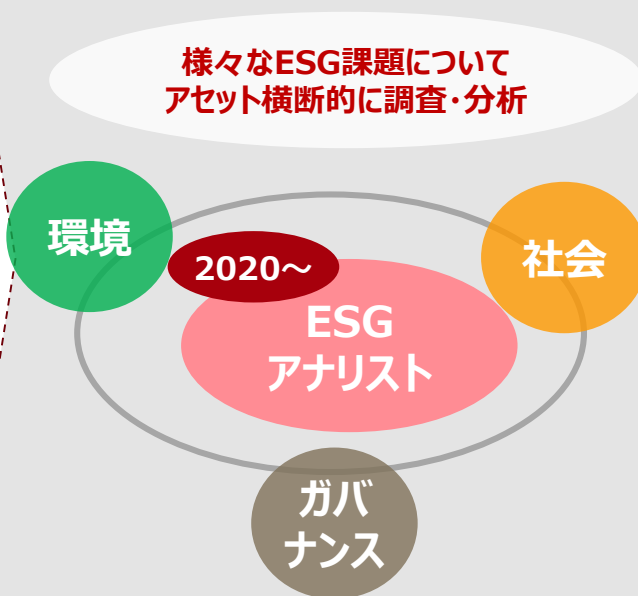 様々なESG課題について
アセット横断的に調査・分析
環境
2020～
社会
ESG
アナリスト
ガバ
ナンス